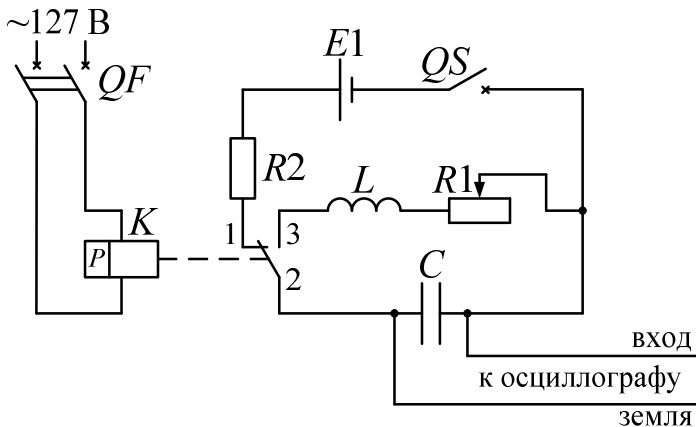 ~127 В
QF
E1
QS
R2
L
R1
1
3
K
P
2
C
вход
к осциллографу
земля